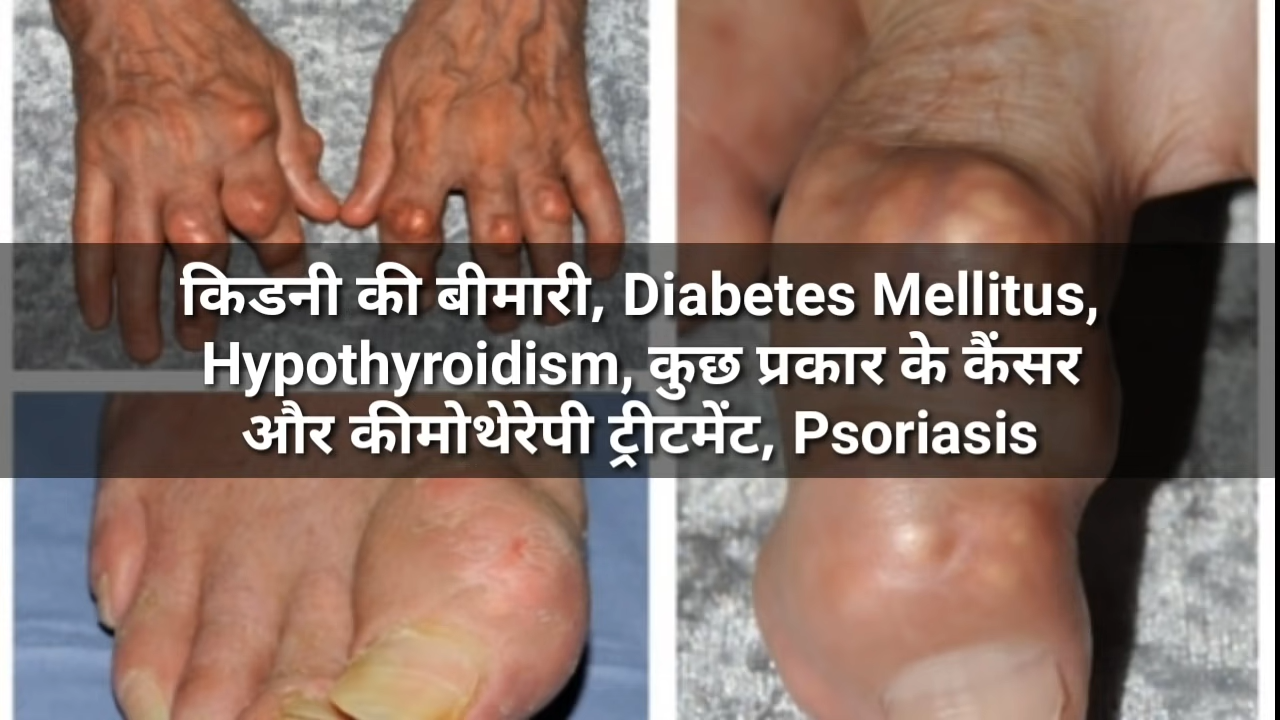 किडनी की बीमारी, Diabetes Mellitus,
Hypothyroidism, कुछ प्रकार के कैंसर
और कीमोथेरेपी ट्रीटमेंट, Psoriasis